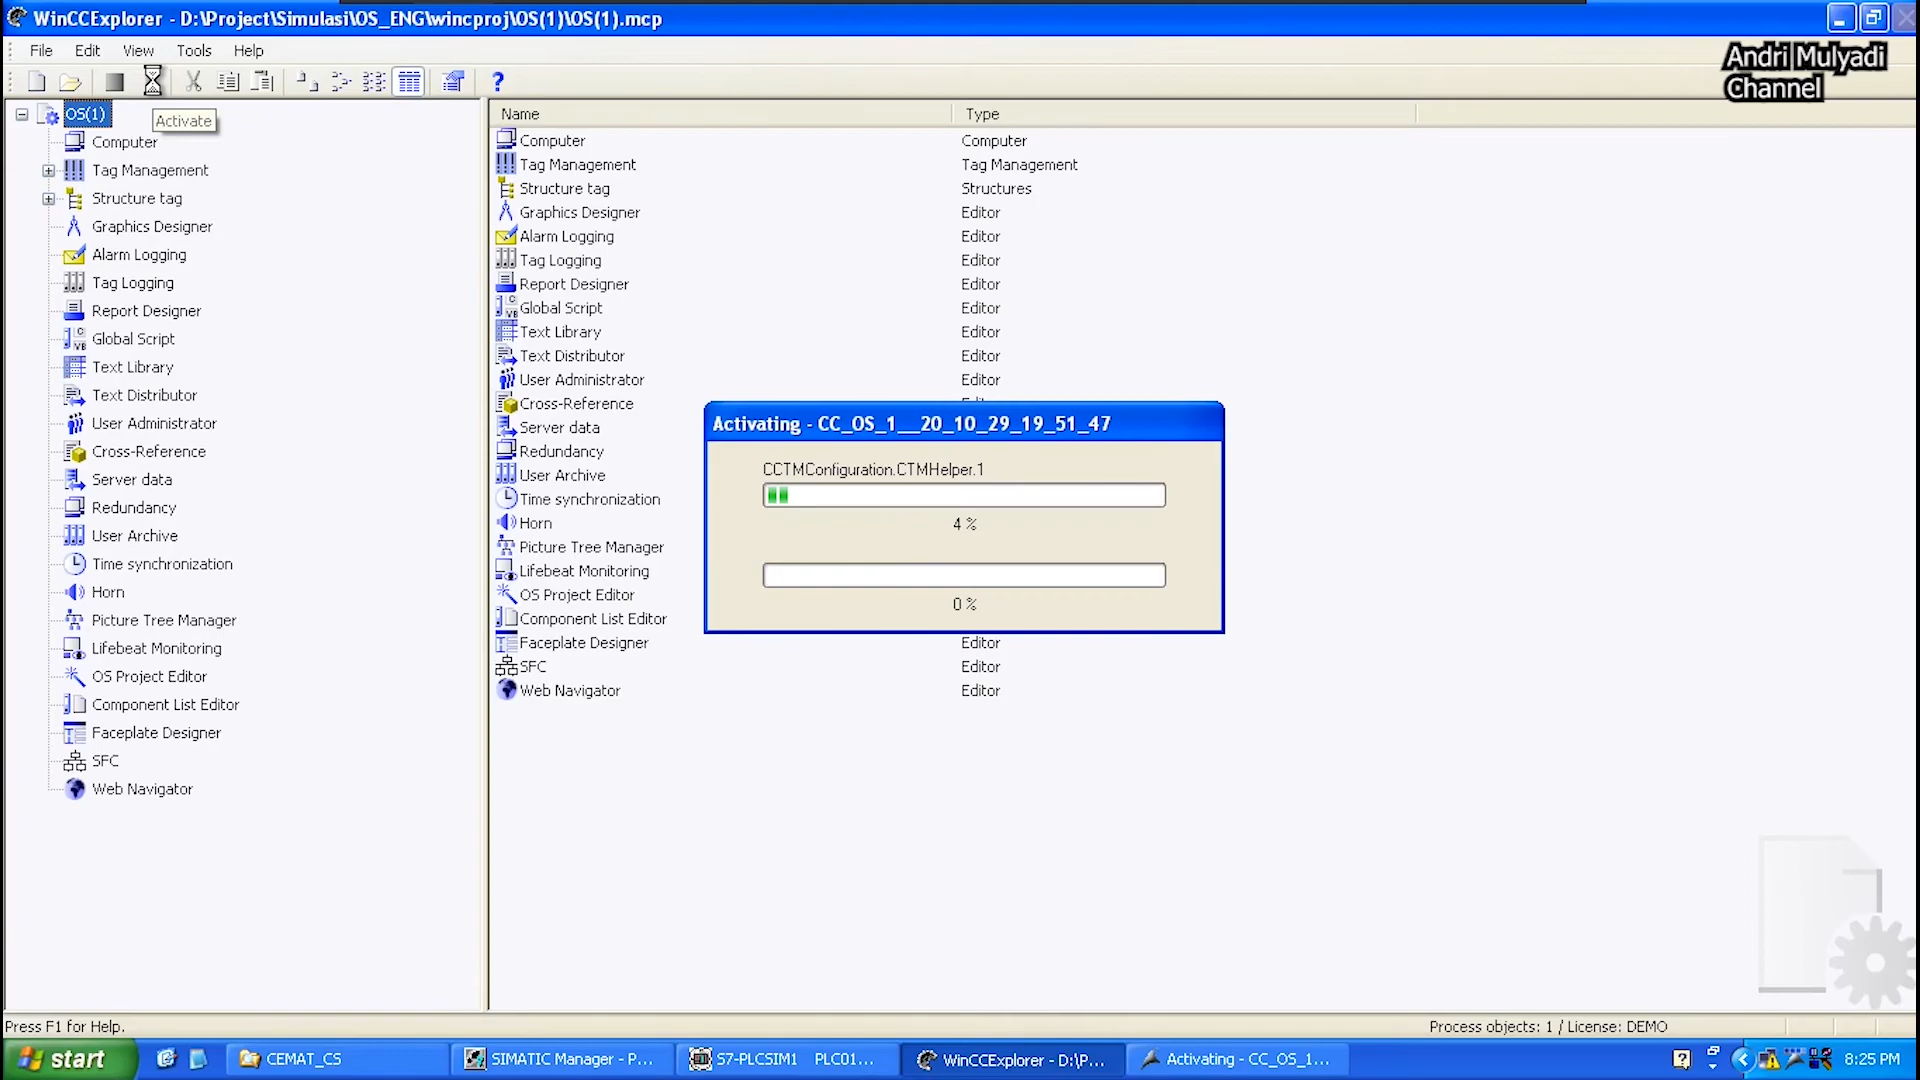 WinCCExplorer - D:\Project\Simulasi\OS_ENG\wincproj\OS(1)\OS(1).mcp
File Edit View Tools Help
Andri Mulyadi
Channel
OS(1)
Activate
Computer
Tag Management
Structure tag
Graphics Designer
Alarm Logging
Tag Logging
Report Designer
Global Script
Text Library
Text Distributor
User Administrator
Cross-Reference
Server data
Redundancy
User Archive
Time synchronization
Horn
Picture Tree Manager
Lifebeat Monitoring
OS Project Editor
Component List Editor
Faceplate Designer
SFC
Web Navigator
Name Type
Computer Computer
Tag Management Tag Management
Structure tag Structures
Graphics Designer Editor
Alarm Logging Editor
Tag Logging Editor
Report Designer Editor
Global Script Editor
Text Library Editor
Text Distributor Editor
User Administrator Editor
Cross-Reference
Server data
Redundancy
User Archive
Time synchronization
Horn
Picture Tree Manager
Lifebeat Monitoring
OS Project Editor
Component List Editor
Faceplate Designer Editor
SFC Editor
Web Navigator Editor
Activating - CC_OS_1__20_10_29_19_51_47
CCTMConfiguration.CTMHelper.1
4 %
0 %
Press F1 for Help.
Process objects: 1 / License: DEMO
start
CEMAT_CS
SIMATIC Manager - P...
S7-PLCSIM1 PLC01...
WinCCExplorer - D:\P...
Activating - CC_OS_1...
8:25 PM